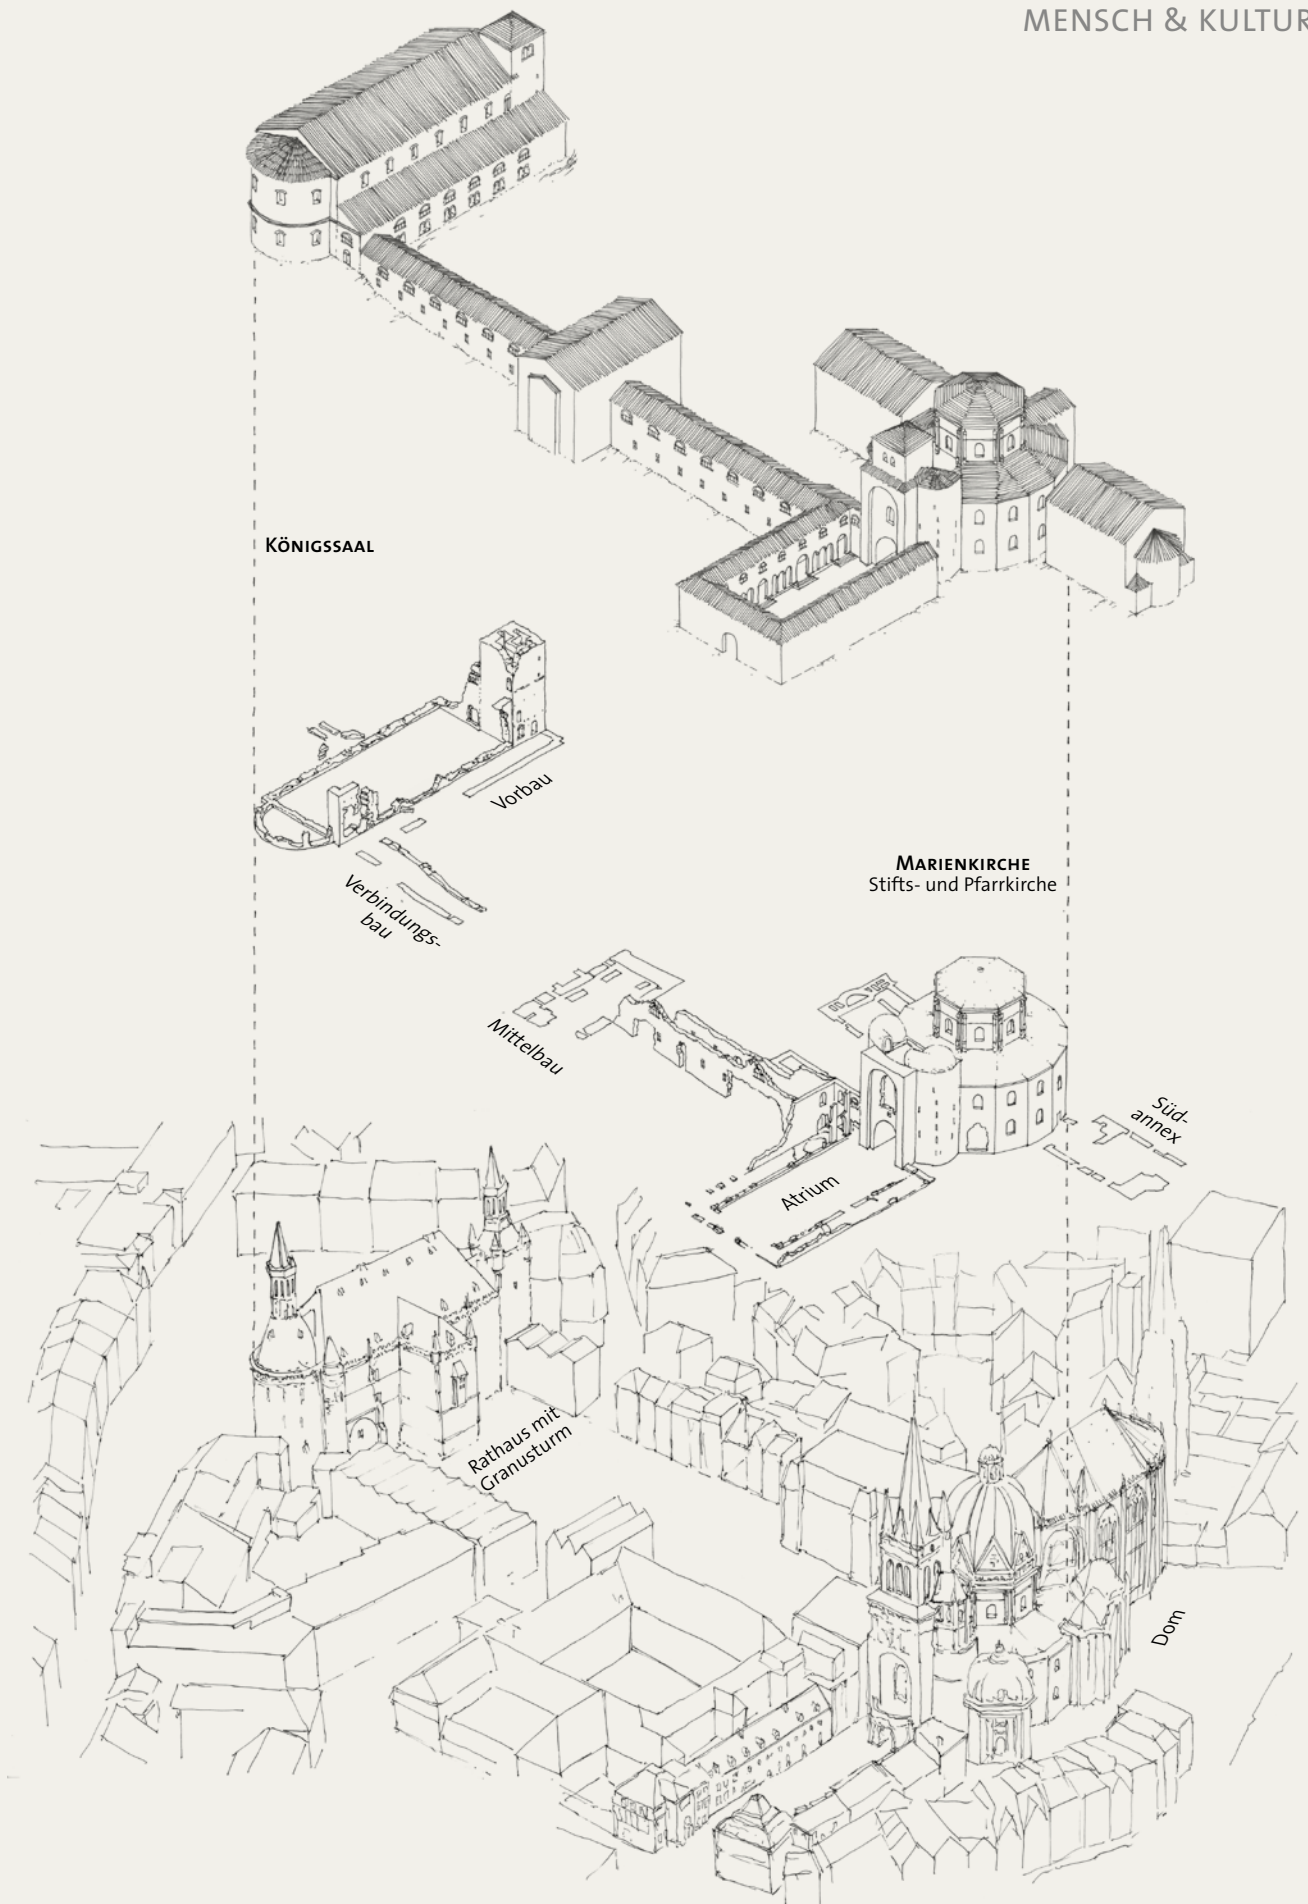 MENSCH & KULTUR
KÖNIGSSAAL
Vorbau
Verbindungs-
bau
MARIENKIRCHE
Stifts- und Pfarrkirche
Mittelbau
Süd-
annex
Atrium
Rathaus mit
Granusturm
Dom